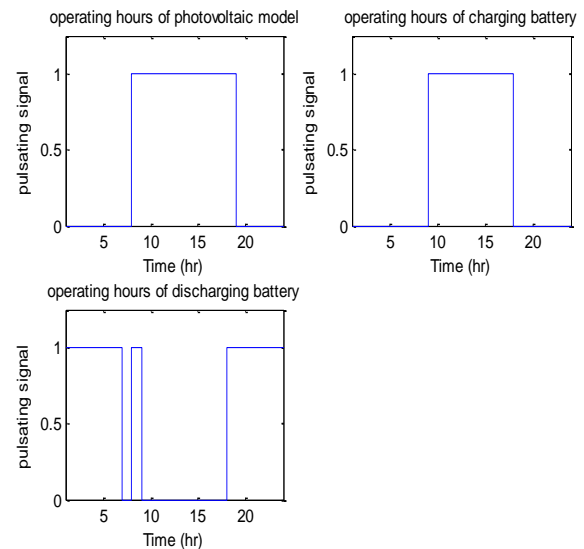 operating hours of photovoltaic model
1
0.5
0
pulsating signal
5 10 15 20
Time (hr)
operating hours of charging battery
1
0.5
0
pulsating signal
5 10 15 20
Time (hr)
operating hours of discharging battery
1
0.5
0
pulsating signal
5 10 15 20
Time (hr)